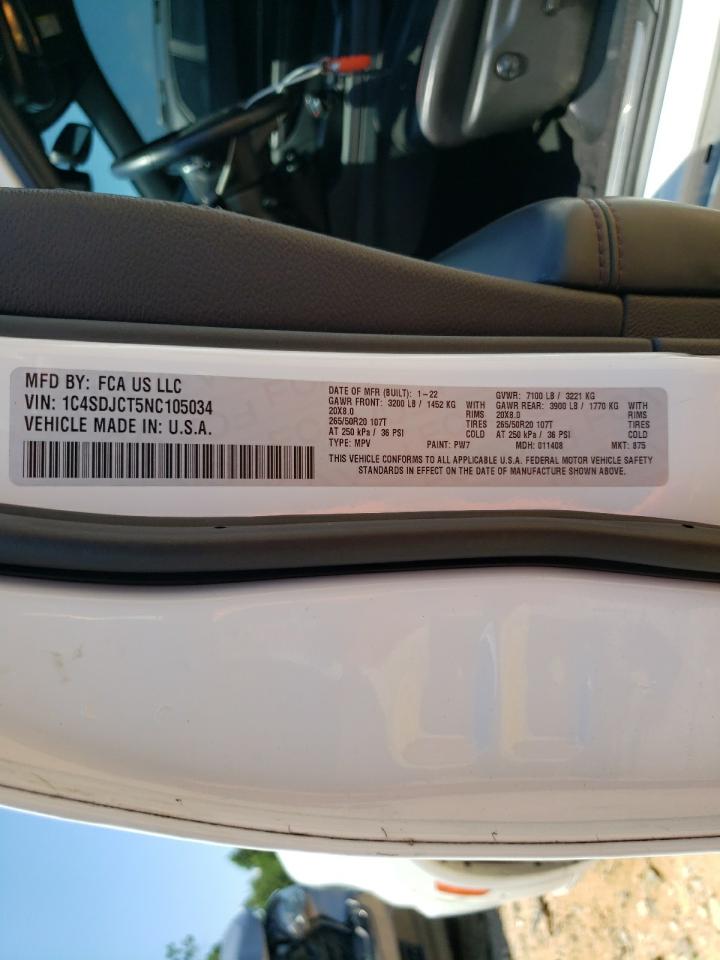 MFD BY: FCA US LLC
VIN: 1C4SDJCT5NC105034
VEHICLE MADE IN: U.S.A.
DATE OF MFR (BUILT): 1-22 GVWR: 7100 LB / 3221 KG
GAWR FRONT: 3200 LB / 1452 KG WITH GAWR REAR: 3900 LB / 1770 KG WITH
20X8.0 RIMS 20X8.0 RIMS
265/50R20 107T TIRES 265/50R20 107T TIRES
AT 250 kPa / 36 PSI COLD AT 250 kPa / 36 PSI COLD
TYPE: MPV PAINT: PW7 MDH: 011408 MKT: 875
THIS VEHICLE CONFORMS TO ALL APPLICABLE U.S.A. FEDERAL MOTOR VEHICLE SAFETY
STANDARDS IN EFFECT ON THE DATE OF MANUFACTURE SHOWN ABOVE.